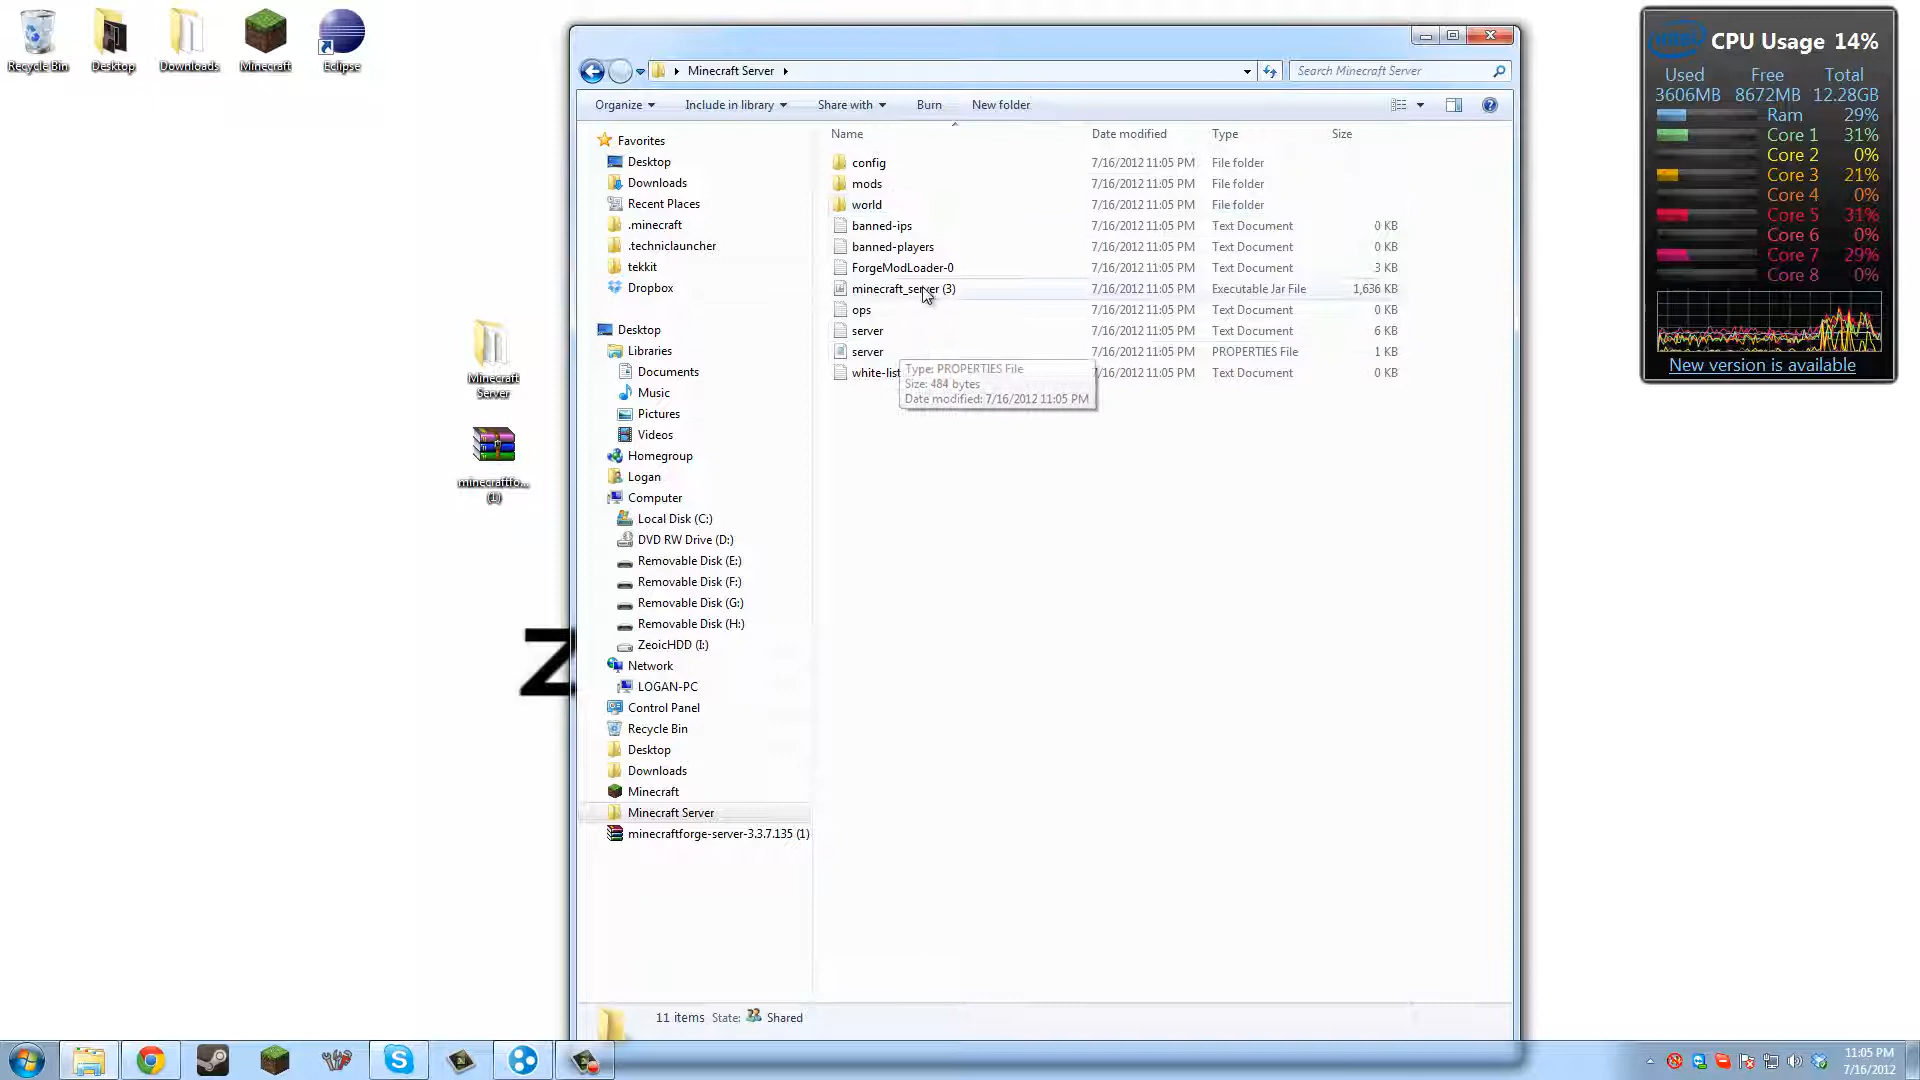 Recycle Bin
Desktop
Downloads
Minecraft
Eclipse
Minecraft Server
minecraftfo... (1)
Z
Minecraft Server
Search Minecraft Server
Organize
Include in library
Share with
Burn
New folder
Favorites
Desktop
Downloads
Recent Places
.minecraft
.techniclauncher
tekkit
Dropbox
Desktop
Libraries
Documents
Music
Pictures
Videos
Homegroup
Logan
Computer
Local Disk (C:)
DVD RW Drive (D:)
Removable Disk (E:)
Removable Disk (F:)
Removable Disk (G:)
Removable Disk (H:)
ZeoicHDD (I:)
Network
LOGAN-PC
Control Panel
Recycle Bin
Desktop
Downloads
Minecraft
Minecraft Server
minecraftforge-server-3.3.7.135 (1)
Name Date modified Type Size
config 7/16/2012 11:05 PM File folder
mods 7/16/2012 11:05 PM File folder
world 7/16/2012 11:05 PM File folder
banned-ips 7/16/2012 11:05 PM Text Document 0 KB
banned-players 7/16/2012 11:05 PM Text Document 0 KB
ForgeModLoader-0 7/16/2012 11:05 PM Text Document 3 KB
minecraft_server (3) 7/16/2012 11:05 PM Executable Jar File 1,636 KB
ops 7/16/2012 11:05 PM Text Document 0 KB
server 7/16/2012 11:05 PM Text Document 6 KB
server 7/16/2012 11:05 PM PROPERTIES File 1 KB
white-list 7/16/2012 11:05 PM Text Document 0 KB
Type: PROPERTIES File
Size: 484 bytes
Date modified: 7/16/2012 11:05 PM
11 items State: Shared
CPU Usage 14%
Used Free Total
3606MB 8672MB 12.28GB
Ram 29%
Core 1 31%
Core 2 0%
Core 3 21%
Core 4 0%
Core 5 31%
Core 6 0%
Core 7 29%
Core 8 0%
New version is available
11:05 PM
7/16/2012